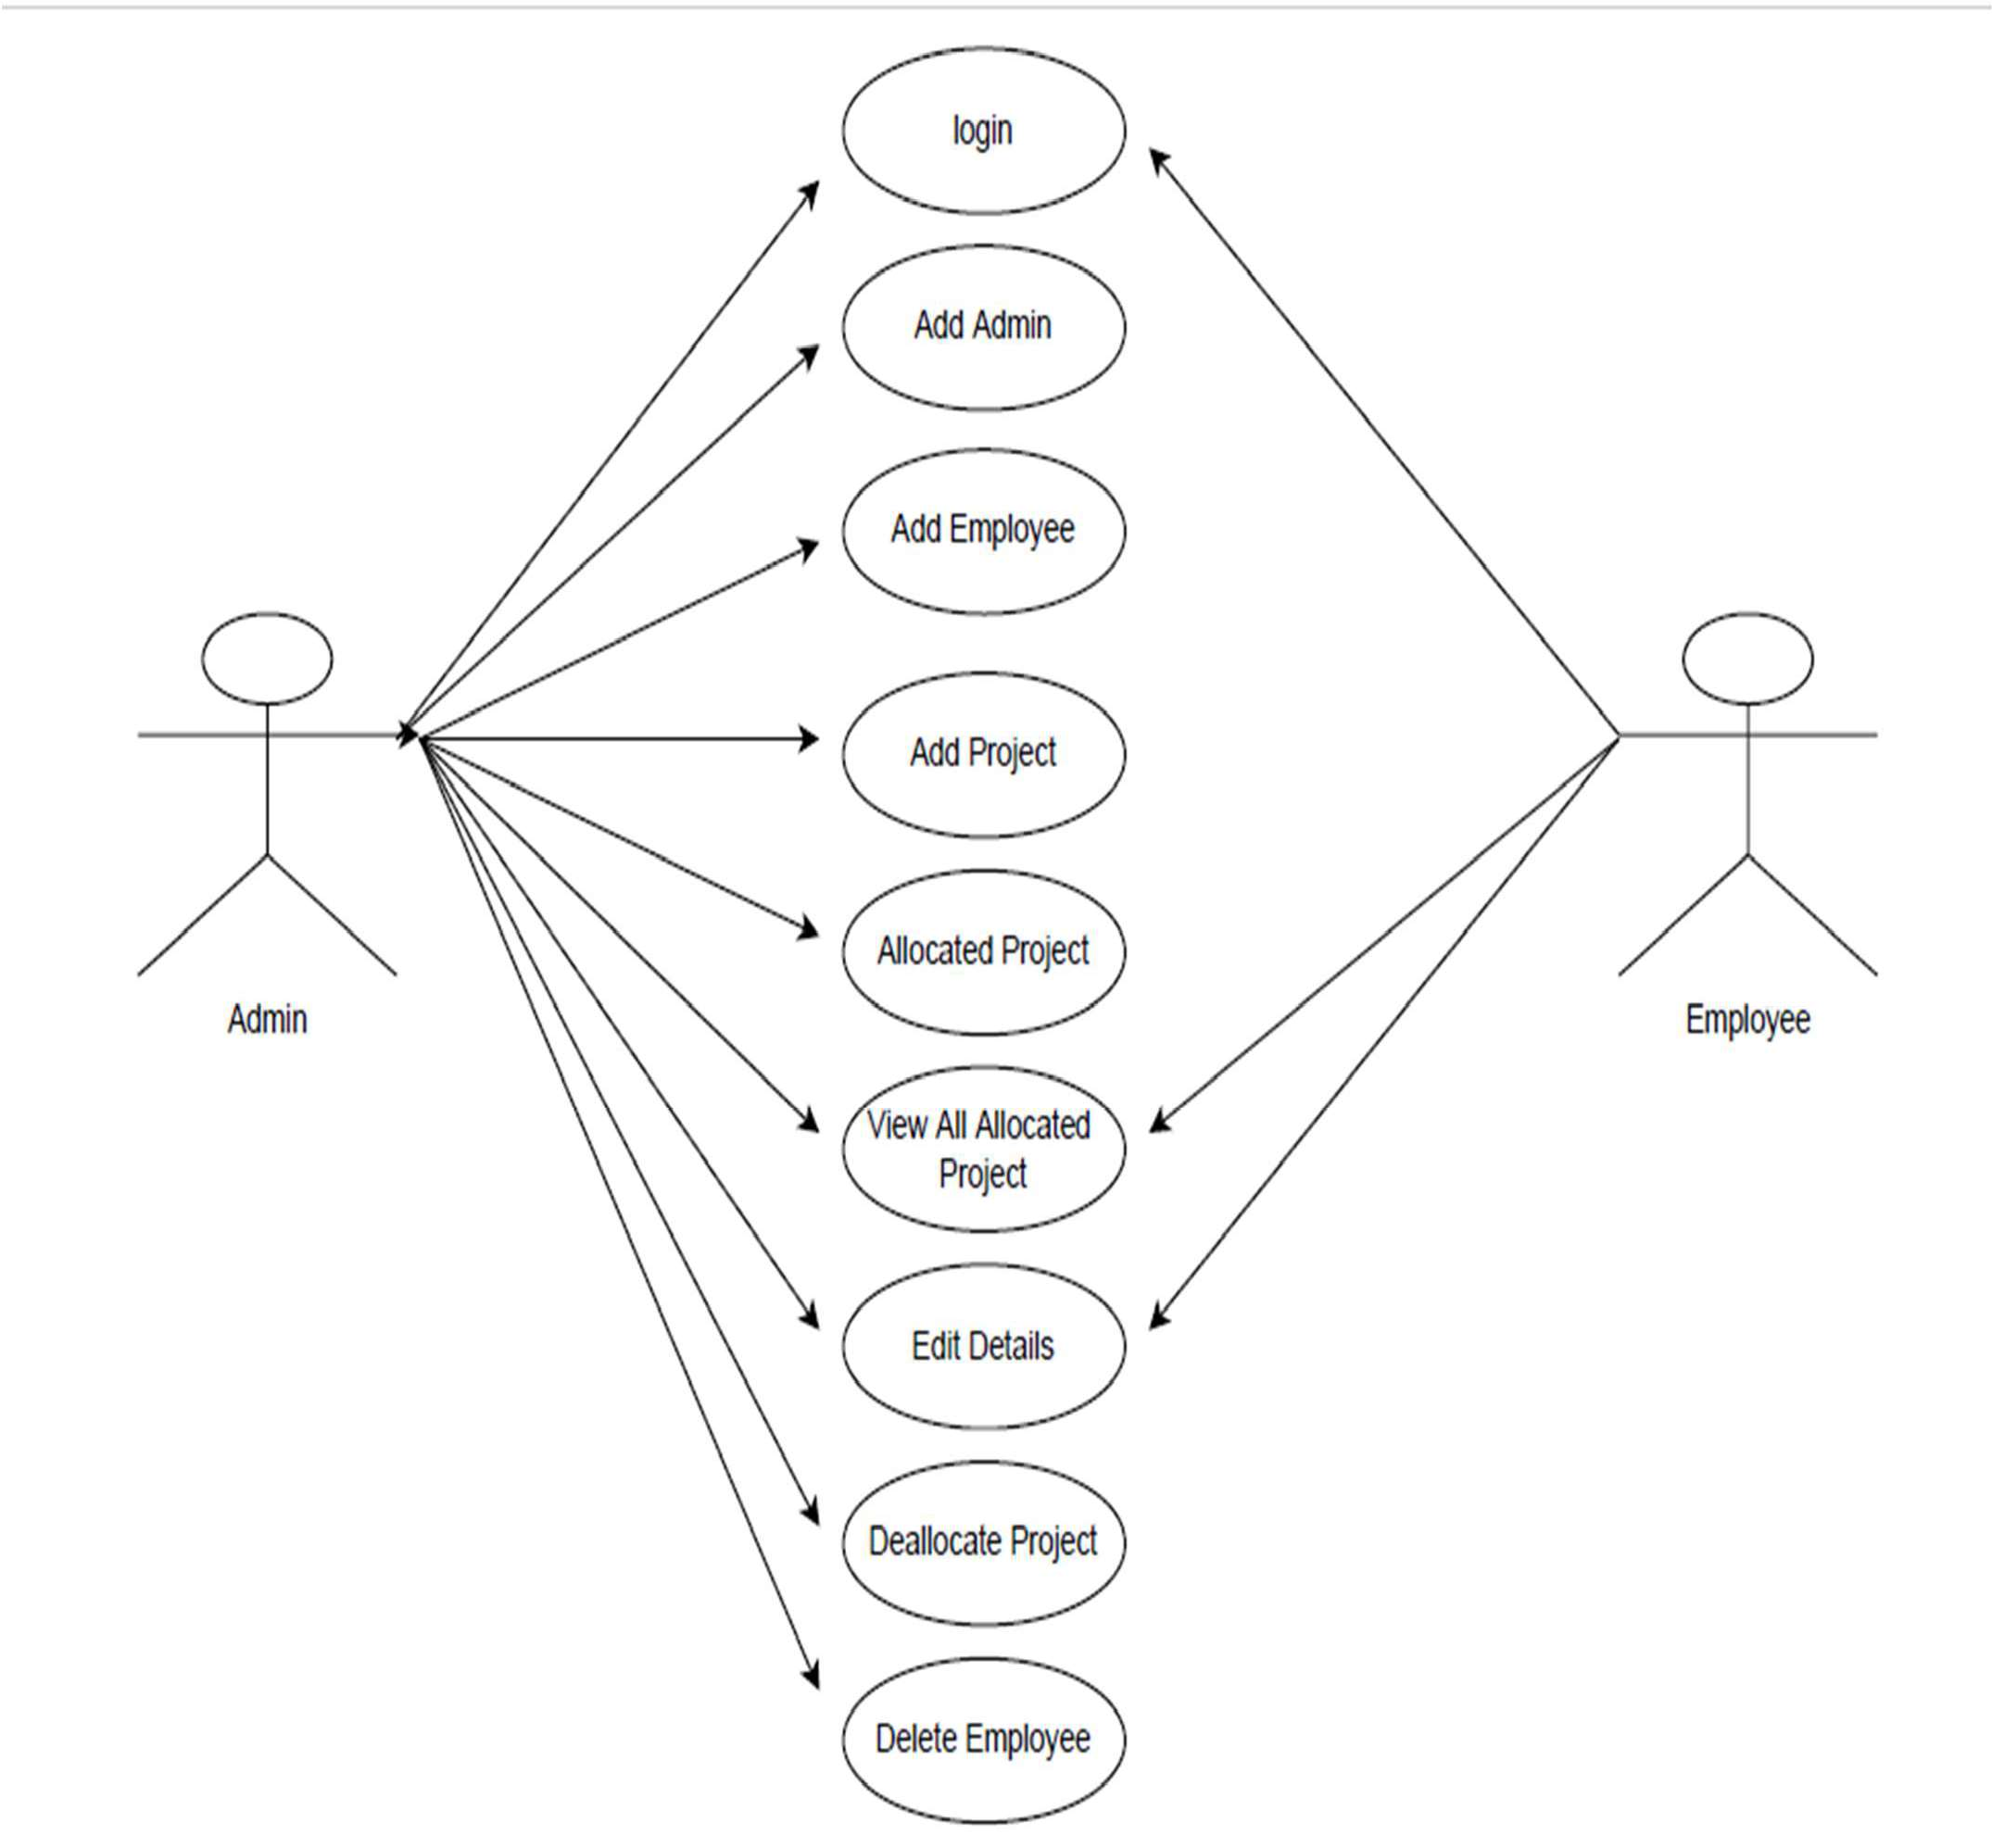 login
Add Admin
Add Employee
Add Project
Allocated Project
Admin
Employee
View All Allocated
Project
Edit Details
Deallocate Project
Delete Employee